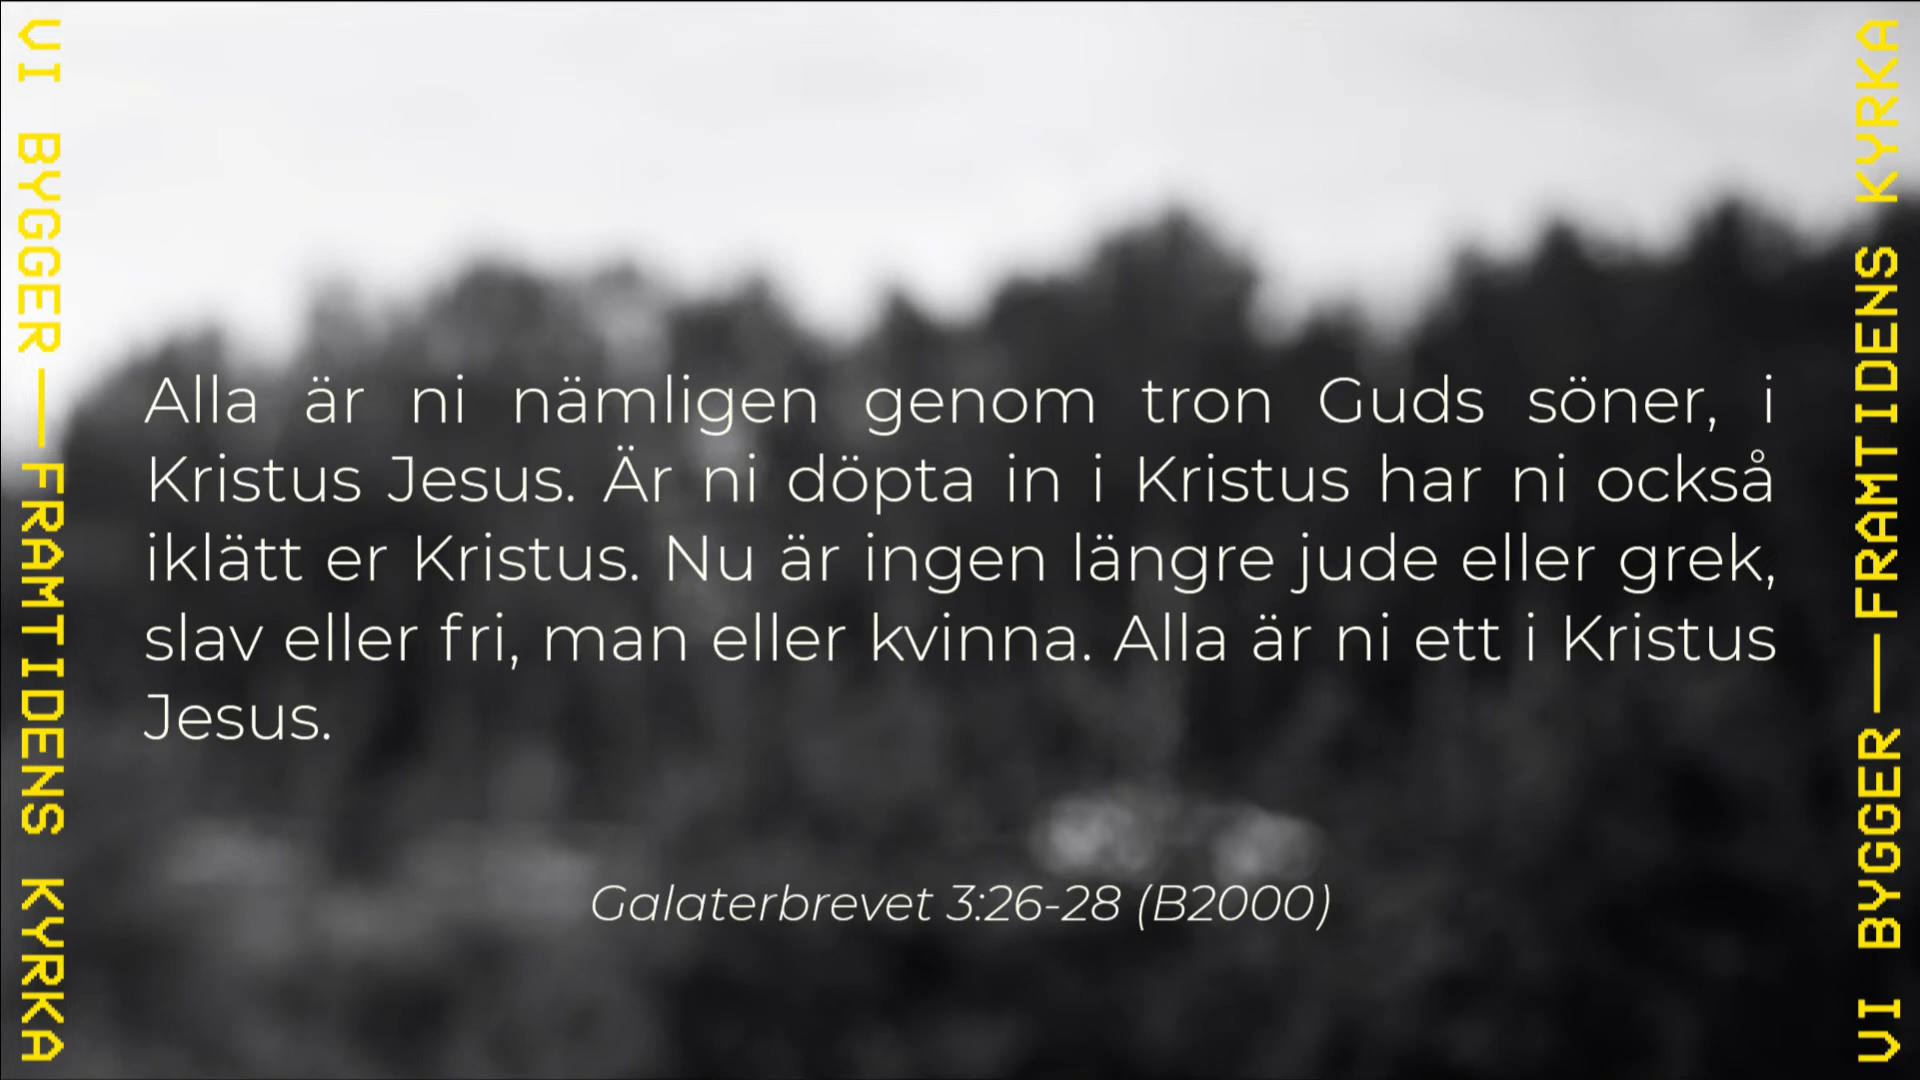 VI BYGGER—FRAMTIDENS KYRKA
Alla är ni nämligen genom tron Guds söner, i
Kristus Jesus. Är ni döpta in i Kristus har ni också
iklätt er Kristus. Nu är ingen längre jude eller grek,
slav eller fri, man eller kvinna. Alla är ni ett i Kristus
Jesus.
Galaterbrevet 3:26-28 (B2000)
VI BYGGER—FRAMTIDENS KYRKA